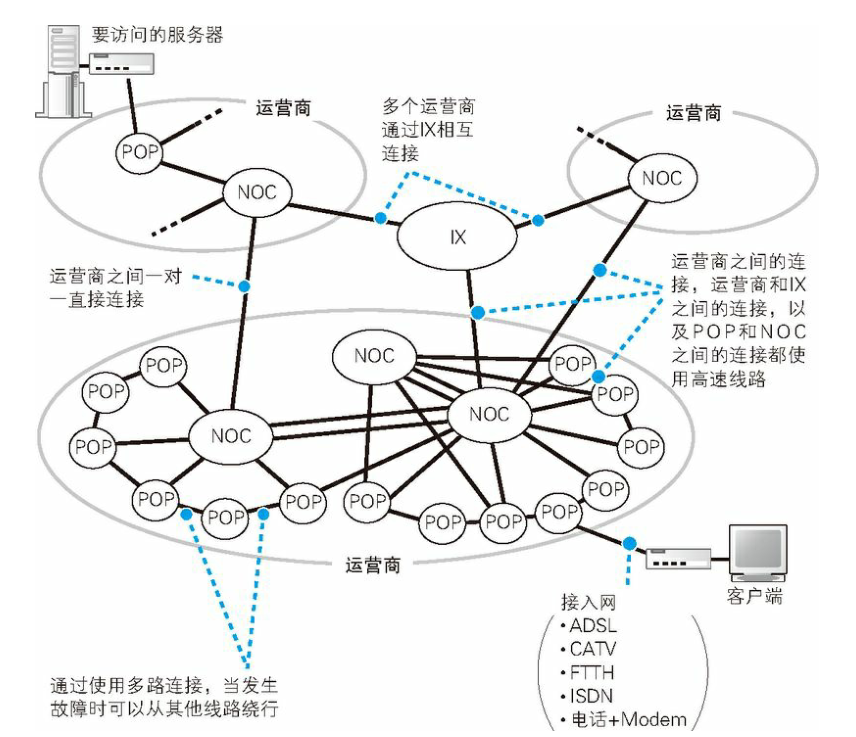 要访问的服务器
运营商
多个运营商
通过IX相互
连接
运营商
POP
NOC
NOC
IX
运营商之间一对
一直接连接
运营商之间的连
接，运营商和IX
之间的连接，以
及POP和NOC
之间的连接都使
用高速线路
NOC
POP
POP
POP
POP
NOC
NOC
POP
POP
POP
POP
POP
POP
POP
POP
POP
POP
POP
运营商
客户端
接入网
•ADSL
•CATV
•FTTH
•ISDN
•电话+Modem
通过使用多路连接，当发生
故障时可以从其他线路绕行